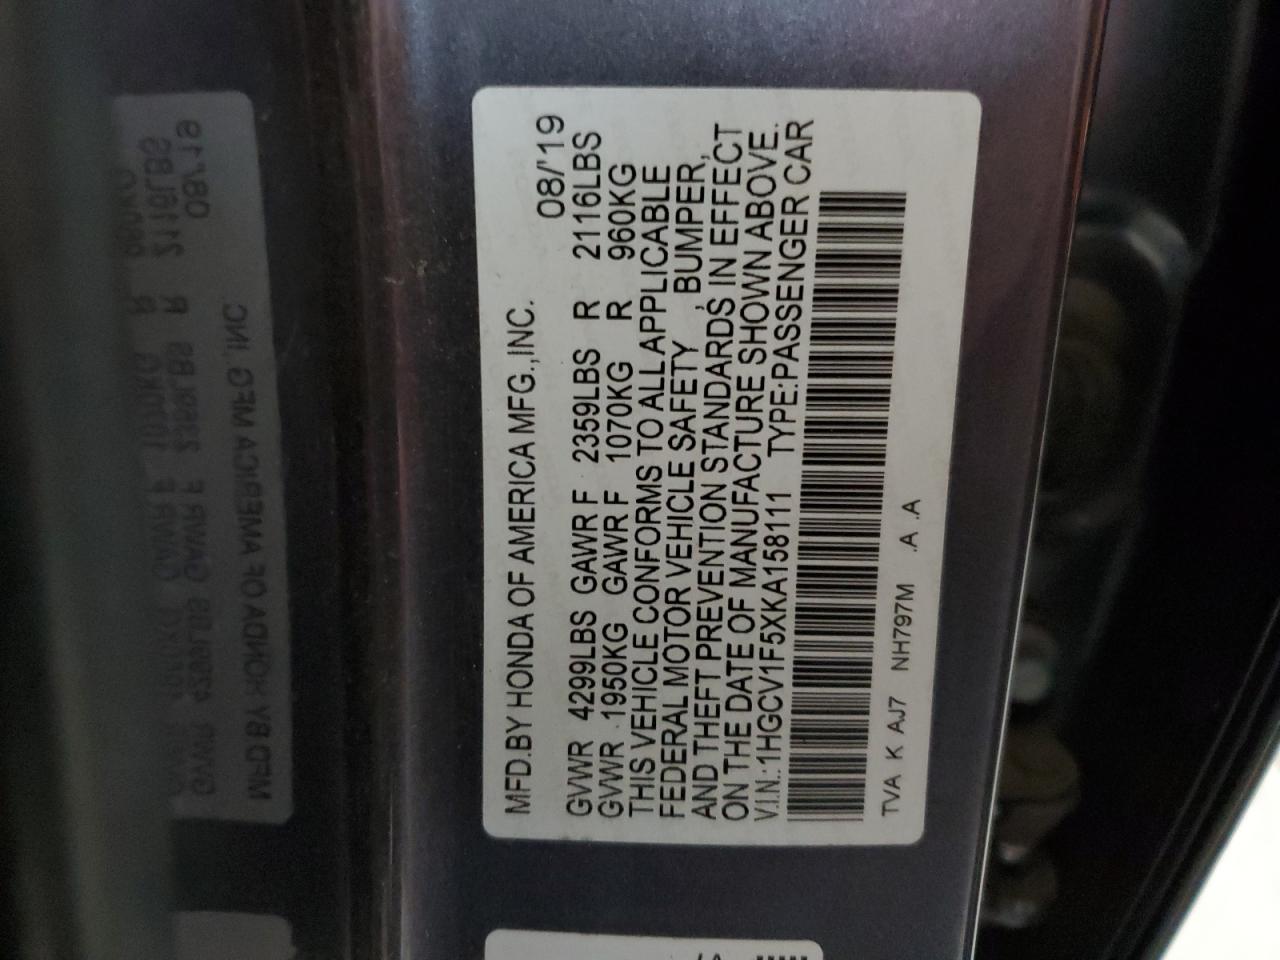 MFD.BY HONDA OF AMERICA MFG.,INC. 08/'19
GVWR 4299LBS GAWR F 2359LBS R 2116LBS
GVWR 1950KG GAWR F 1070KG R 960KG
THIS VEHICLE CONFORMS TO ALL APPLICABLE
FEDERAL MOTOR VEHICLE SAFETY , BUMPER,
AND THEFT PREVENTION STANDARDS IN EFFECT
ON THE DATE OF MANUFACTURE SHOWN ABOVE.
V.I.N.:1HGCV1F5XKA158111 TYPE:PASSENGER CAR
TVA K AJ7 NH797M .A .A